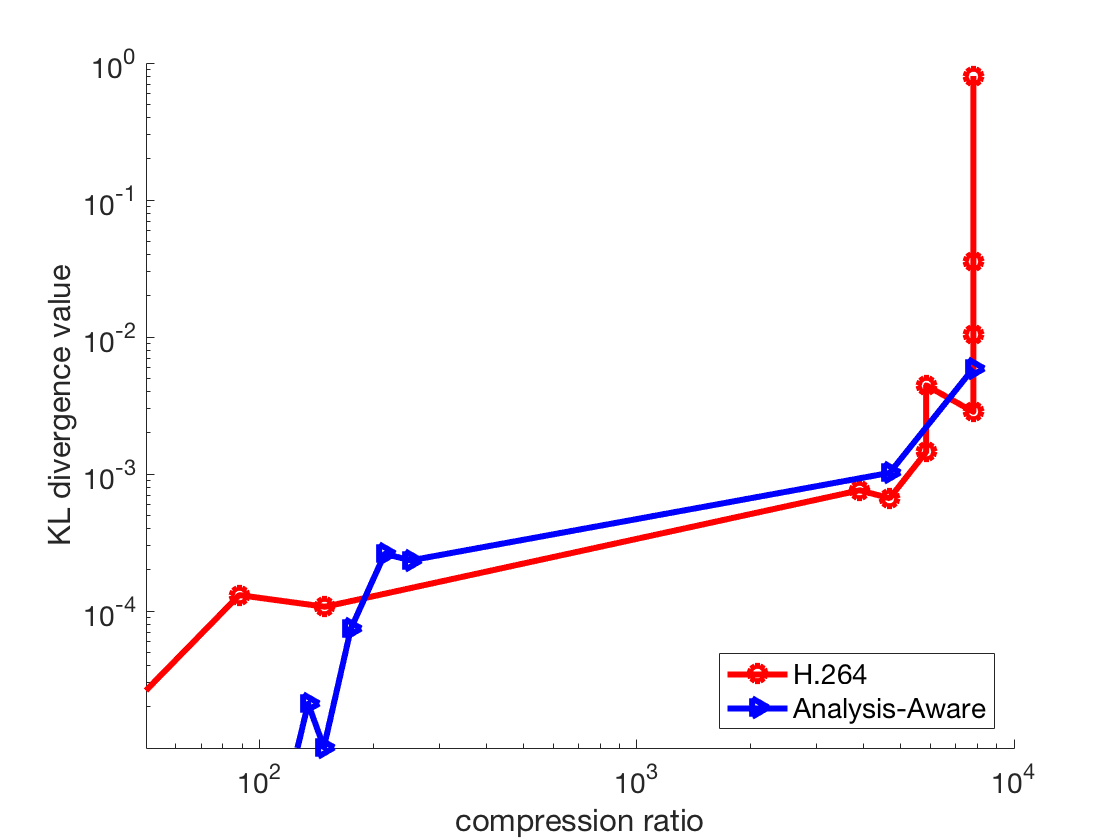 10^0
10^-1
10^-2
10^-3
10^-4
KL divergence value
H.264
Analysis-Aware
10^2 10^3 10^4
compression ratio